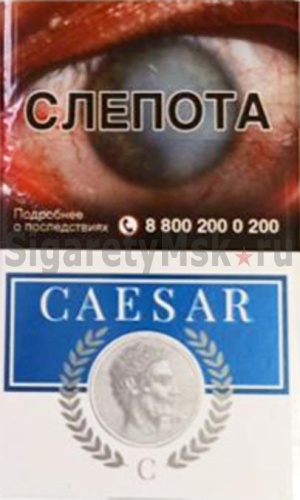 СЛЕПОТА
Подробнее
о последствиях 8 800 200 0 200
SigaretyMsk★ru
CAESAR
C